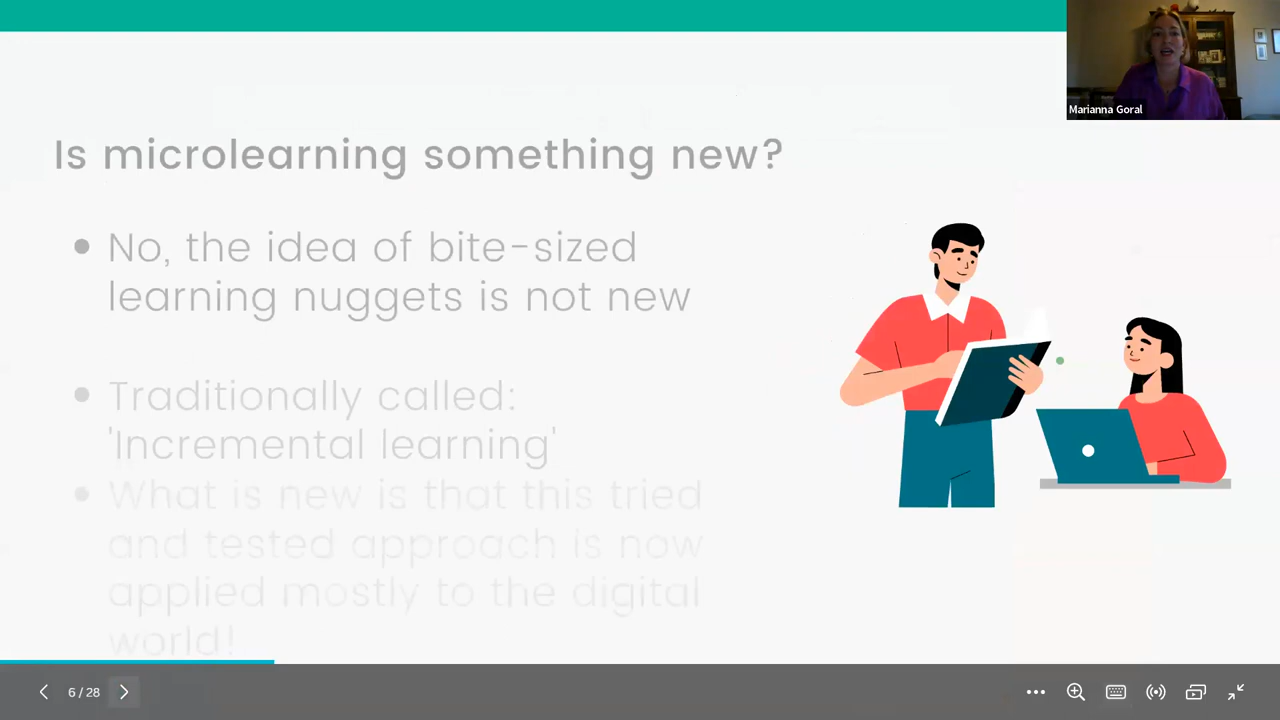 Marianna Goral
Is microlearning something new?
No, the idea of bite-sized
learning nuggets is not new
Traditionally called:
'Incremental learning'
What is new is that this tried
and tested approach is now
applied mostly to the digital
world!
6 / 28